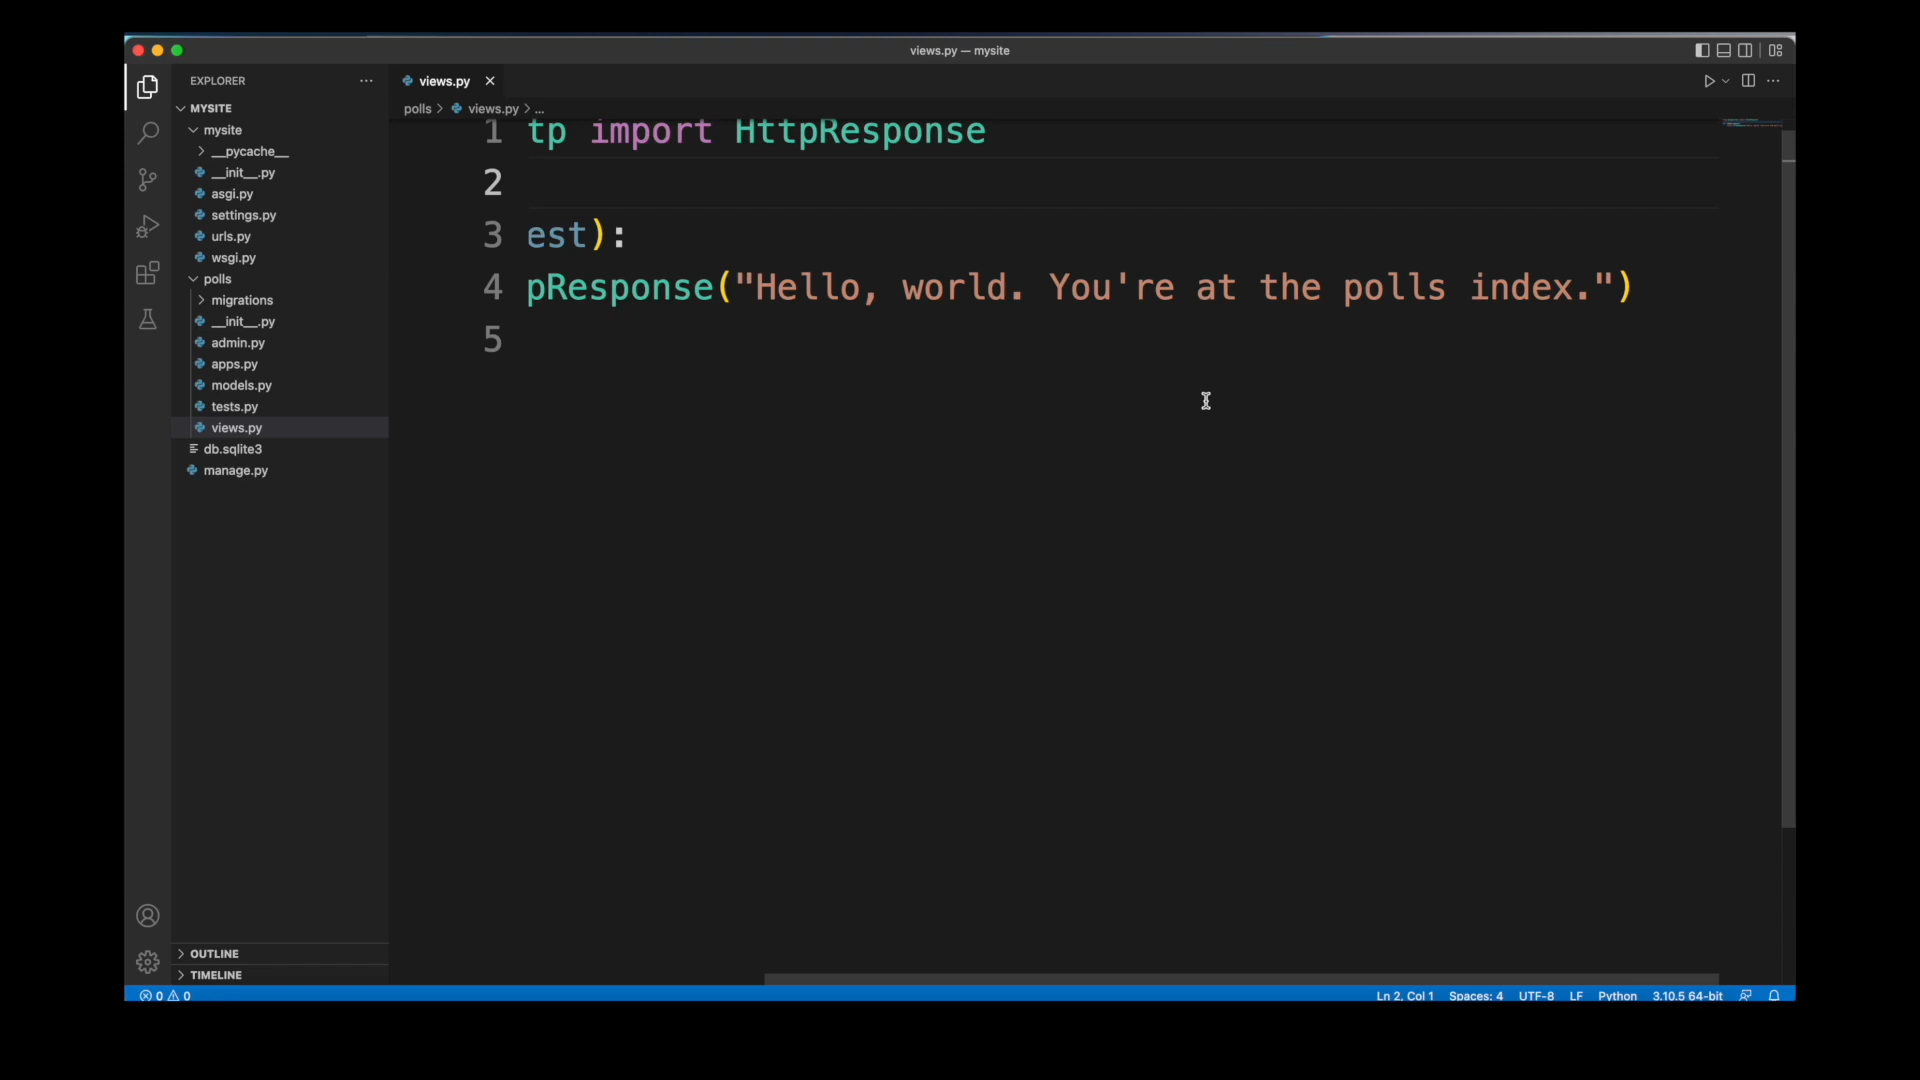 views.py — mysite
EXPLORER
views.py
MYSITE
polls > views.py > ...
mysite
__pycache__
__init__.py
asgi.py
settings.py
urls.py
wsgi.py
polls
migrations
__init__.py
admin.py
apps.py
models.py
tests.py
views.py
db.sqlite3
manage.py
1 tp import HttpResponse
2
3 est):
4 pResponse("Hello, world. You're at the polls index.")
5
OUTLINE
TIMELINE
0 0
Ln 2, Col 1 Spaces: 4 UTF-8 LF Python 3.10.5 64-bit